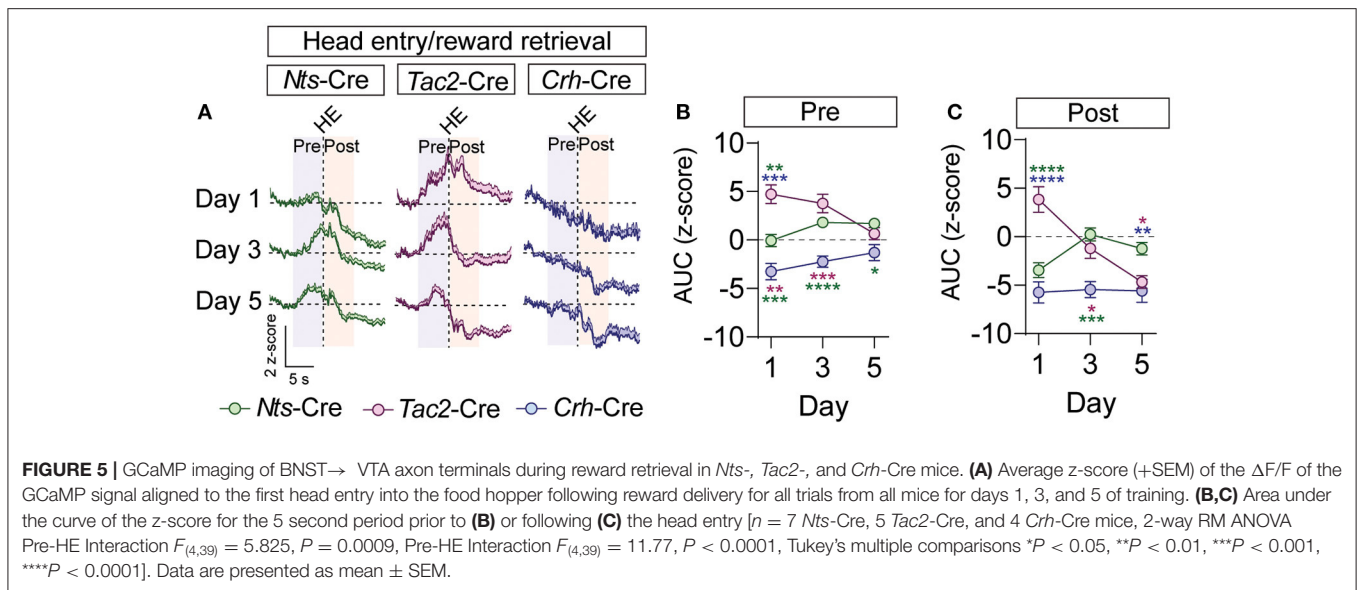 Head entry/reward retrieval
Nts-Cre Tac2-Cre Crh-Cre
A
HE HE HE
Pre Post Pre Post Pre Post
Day 1
Day 3
Day 5
2 z-score
5 s
B
Pre
AUC (z-score)
10
5
0
-5
-10
**
***
**
***
***
****
*
1 3 5
Day
C
Post
AUC (z-score)
10
5
0
-5
-10
****
****
*
***
*
**
1 3 5
Day
Nts-Cre Tac2-Cre Crh-Cre
FIGURE 5 | GCaMP imaging of BNST→ VTA axon terminals during reward retrieval in Nts-, Tac2-, and Crh-Cre mice. (A) Average z-score (+SEM) of the ΔF/F of the
GCaMP signal aligned to the first head entry into the food hopper following reward delivery for all trials from all mice for days 1, 3, and 5 of training. (B,C) Area under
the curve of the z-score for the 5 second period prior to (B) or following (C) the head entry [n = 7 Nts-Cre, 5 Tac2-Cre, and 4 Crh-Cre mice, 2-way RM ANOVA
Pre-HE Interaction F(4,39) = 5.825, P = 0.0009, Pre-HE Interaction F(4,39) = 11.77, P < 0.0001, Tukey's multiple comparisons *P < 0.05, **P < 0.01, ***P < 0.001,
****P < 0.0001]. Data are presented as mean ± SEM.